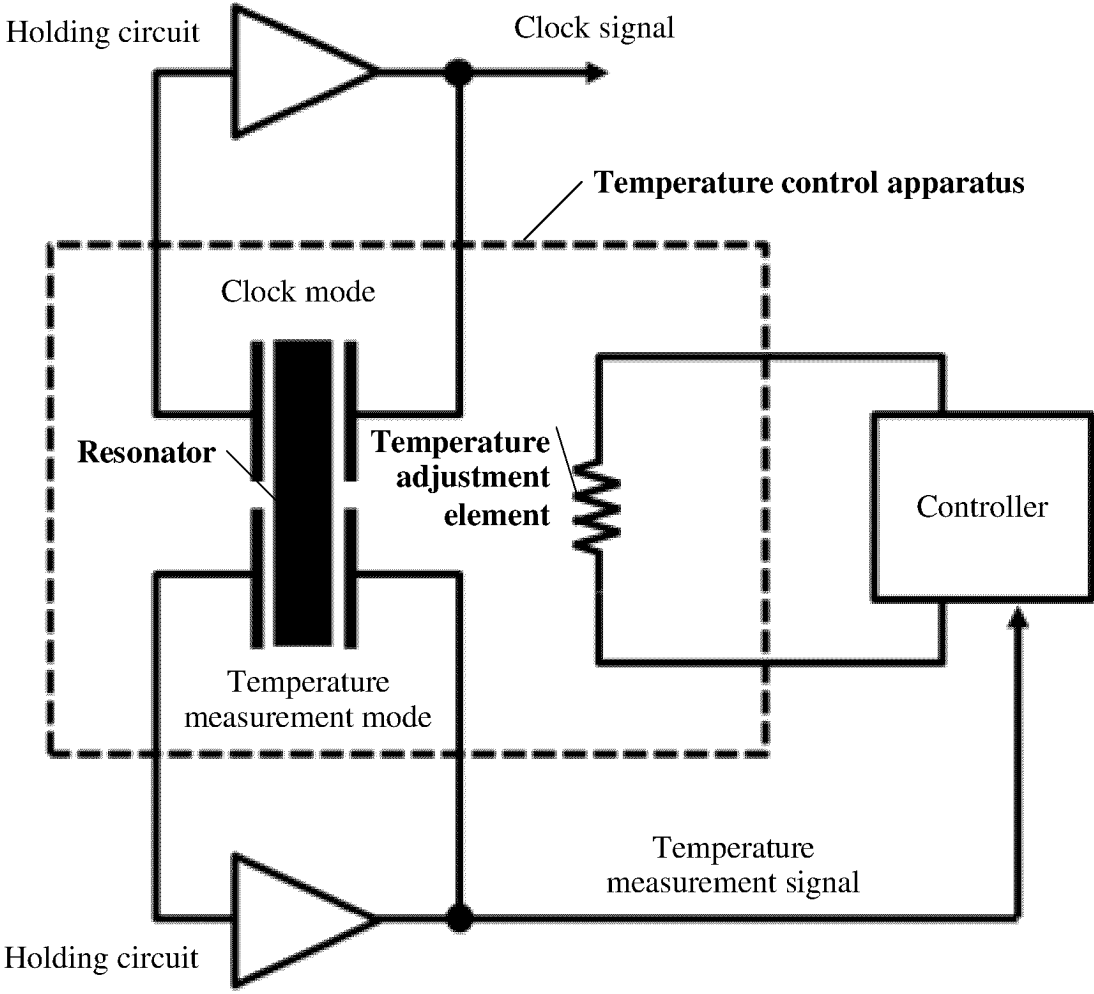 Holding circuit
Clock signal
Temperature control apparatus
Clock mode
Resonator
Temperature
adjustment
element
Controller
Temperature
measurement mode
Temperature
measurement signal
Holding circuit